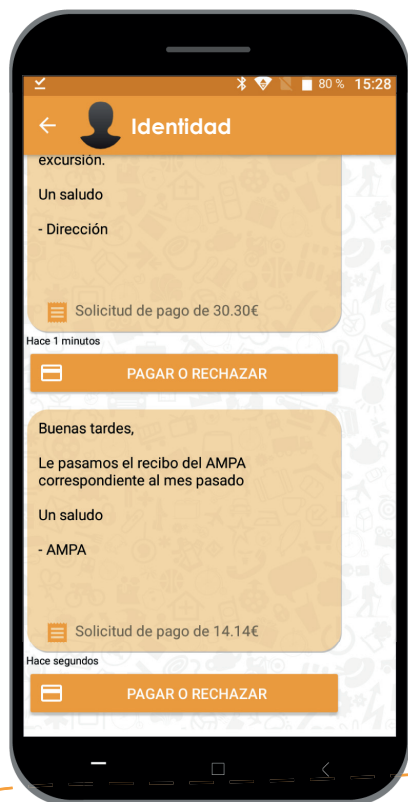 80 % 15:28
Identidad
excursión.
Un saludo
- Dirección
Solicitud de pago de 30.30€
Hace 1 minutos
PAGAR O RECHAZAR
Buenas tardes,
Le pasamos el recibo del AMPA
correspondiente al mes pasado
Un saludo
- AMPA
Solicitud de pago de 14.14€
Hace segundos
PAGAR O RECHAZAR